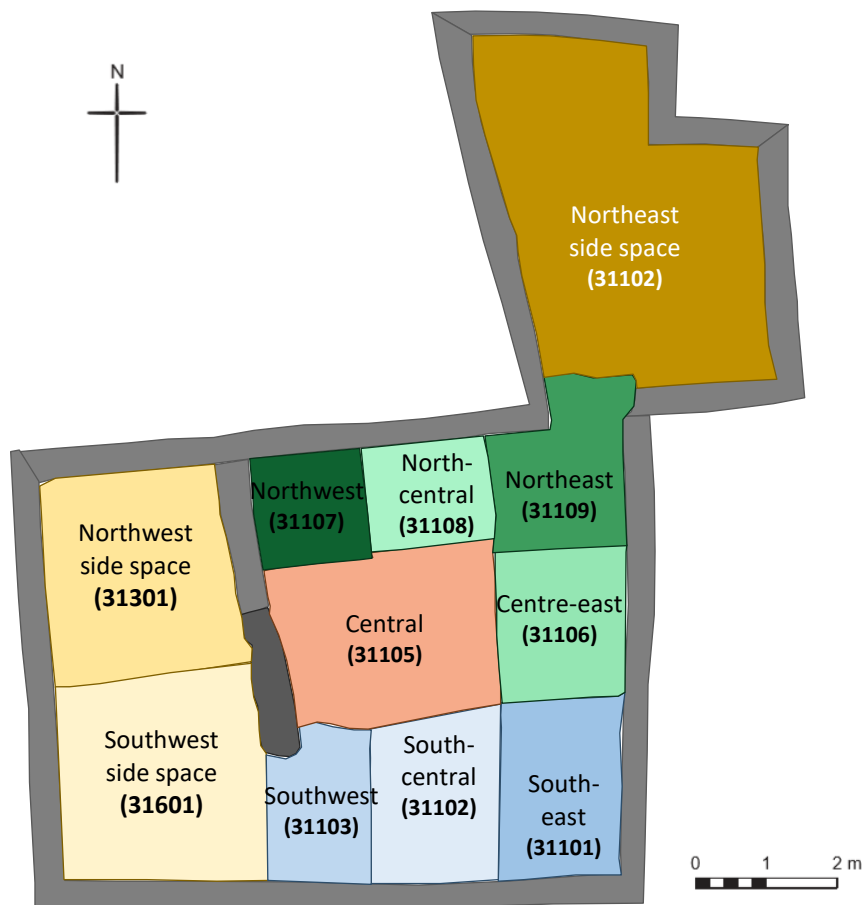 N
Northeast
side space
(31102)
Northwest
(31107)
North-
central
(31108)
Northeast
(31109)
Northwest
side space
(31301)
Central
(31105)
Centre-east
(31106)
Southwest
side space
(31601)
Southwest
(31103)
South-
central
(31102)
South-
east
(31101)
0 1 2 m